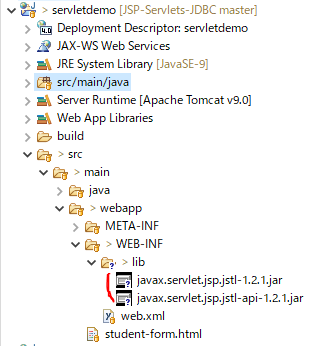 servletdemo [JSP-Servlets-JDBC master]
Deployment Descriptor: servletdemo
JAX-WS Web Services
JRE System Library [JavaSE-9]
src/main/java
Server Runtime [Apache Tomcat v9.0]
Web App Libraries
build
src
main
java
webapp
META-INF
WEB-INF
lib
javax.servlet.jsp.jstl-1.2.1.jar
javax.servlet.jsp.jstl-api-1.2.1.jar
web.xml
student-form.html